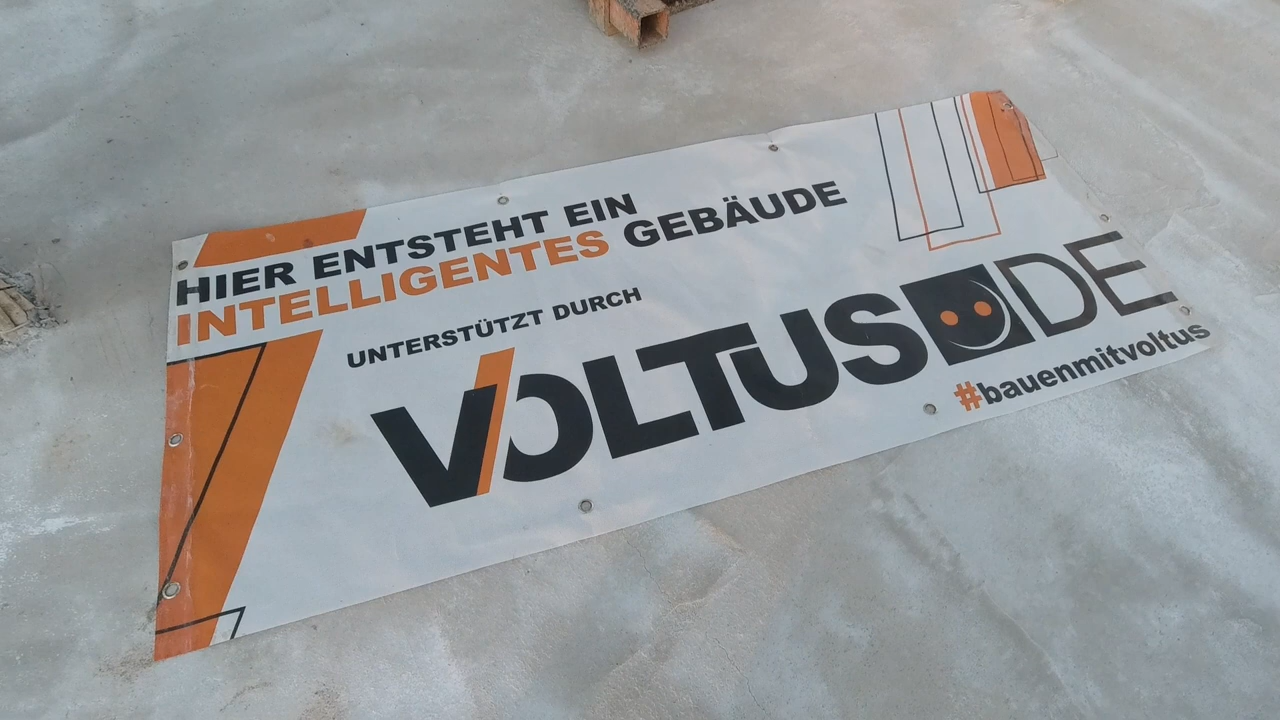 HIER ENTSTEHT EIN
INTELLIGENTES GEBÄUDE
UNTERSTÜTZT DURCH
VOLTUS DE
#bauenmitvoltus